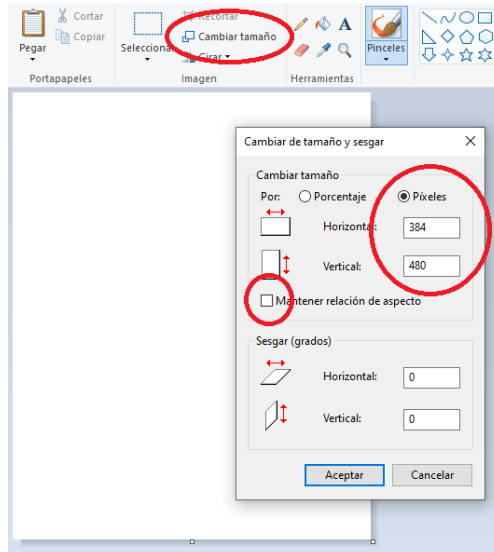 Pegar
Cortar
Copiar
Portapapeles
Seleccionar
Recortar
Cambiar tamaño
Girar
Imagen
A
Herramientas
Pinceles
Cambiar de tamaño y sesgar
Cambiar tamaño
Por:
Porcentaje
Píxeles
Horizontal:
384
Vertical:
480
Mantener relación de aspecto
Sesgar (grados)
Horizontal:
0
Vertical:
0
Aceptar
Cancelar